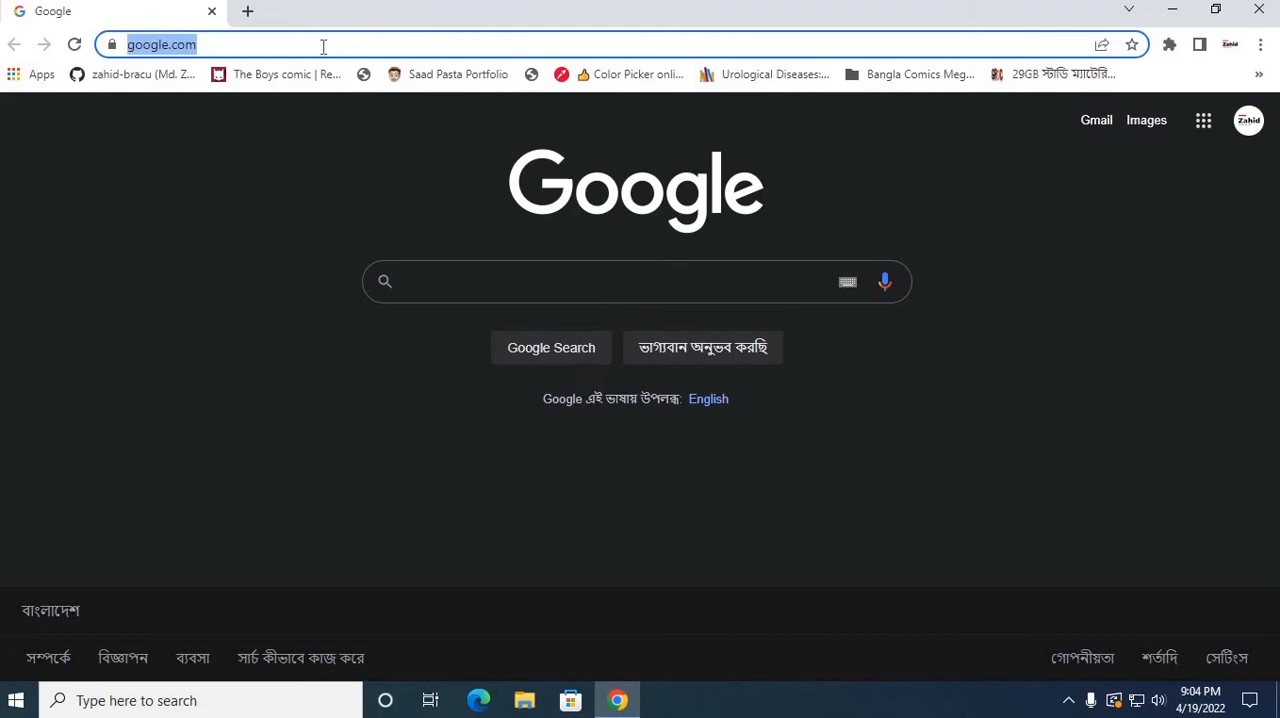 Google
google.com
Apps
zahid-bracu (Md. Z...
The Boys comic | Re...
Saad Pasta Portfolio
Color Picker onli...
Urological Diseases:...
Bangla Comics Meg...
29GB স্টাডি ম্যাটেরি...
»
Gmail
Images
Zahid
Google
Google Search
ভাগ্যবান অনুভব করছি
Google এই ভাষায় উপলব্ধ: English
বাংলাদেশ
সম্পর্কে
বিজ্ঞাপন
ব্যবসা
সার্চ কীভাবে কাজ করে
গোপনীয়তা
শর্তাদি
সেটিংস
Type here to search
9:04 PM
4/19/2022